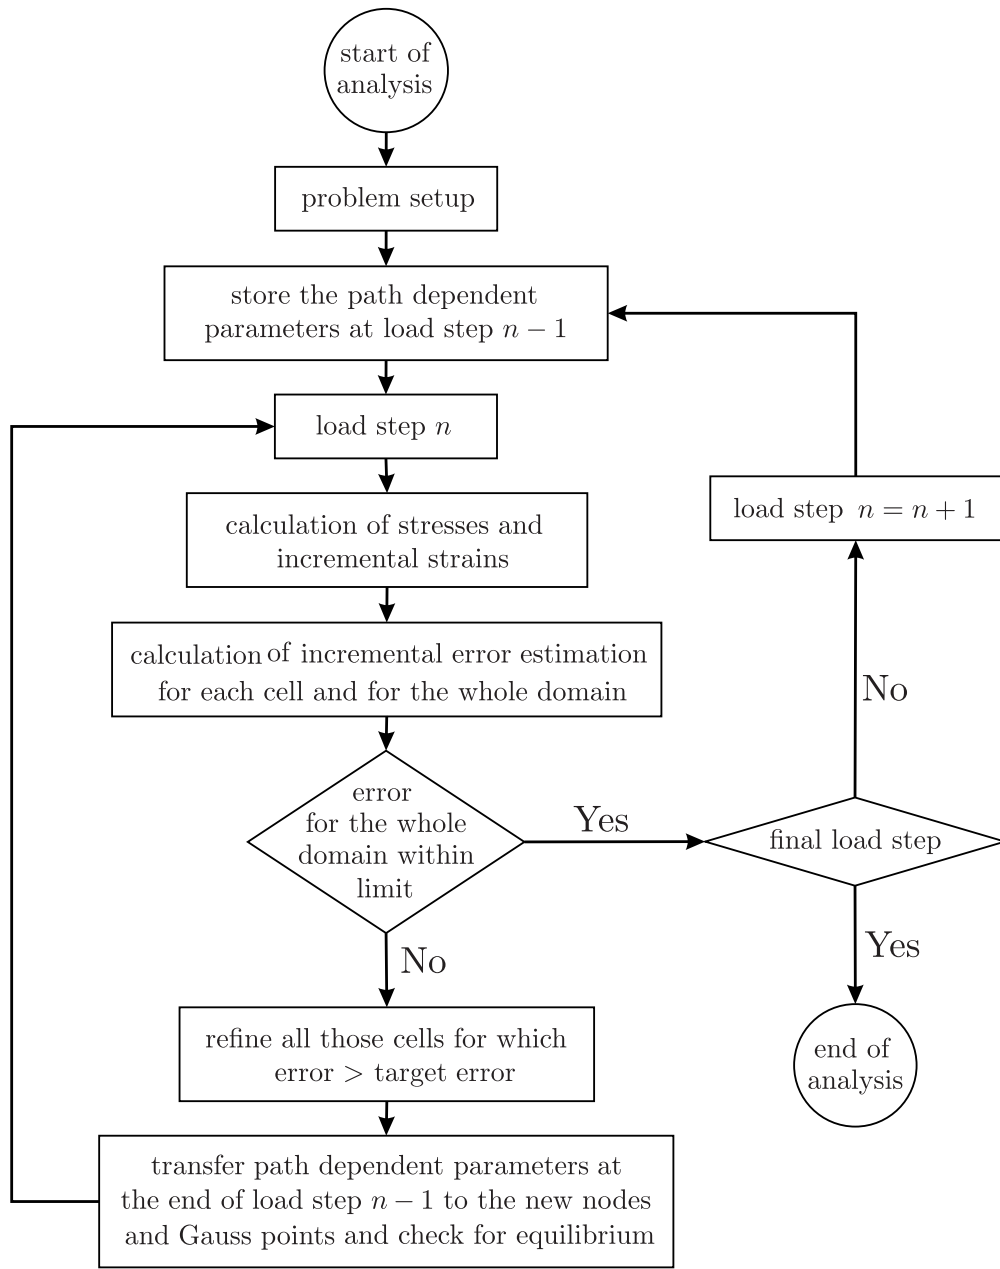 start of
analysis
problem setup
store the path dependent
parameters at load step n − 1
load step n
calculation of stresses and
incremental strains
load step n = n + 1
calculation of incremental error estimation
for each cell and for the whole domain
No
error
for the whole
domain within
limit
Yes
final load step
No
Yes
refine all those cells for which
error > target error
end of
analysis
transfer path dependent parameters at
the end of load step n − 1 to the new nodes
and Gauss points and check for equilibrium